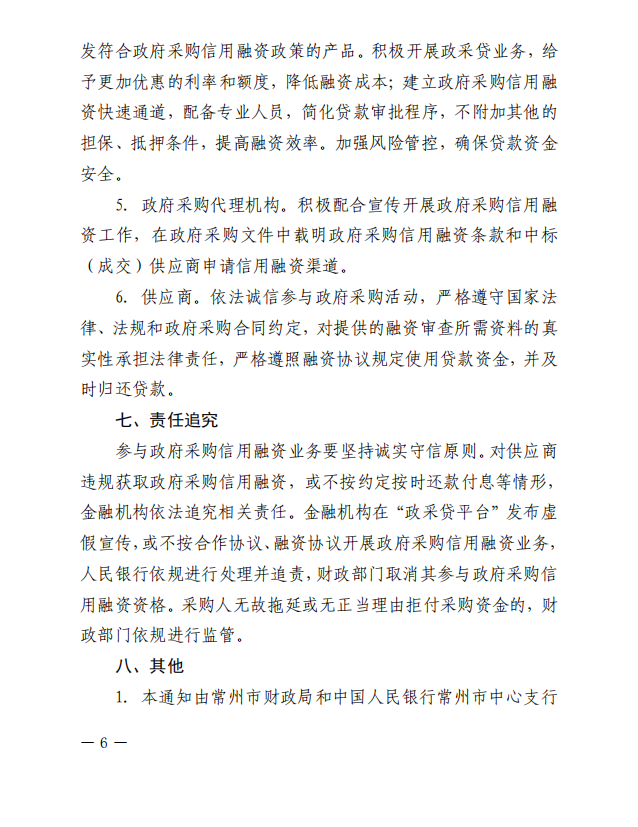 发符合政府采购信用融资政策的产品。积极开展政采贷业务，给
予更加优惠的利率和额度，降低融资成本；建立政府采购信用融
资快速通道，配备专业人员，简化贷款审批程序，不附加其他的
担保、抵押条件，提高融资效率。加强风险管控，确保贷款资金
安全。
5. 政府采购代理机构。积极配合宣传开展政府采购信用融
资工作，在政府采购文件中载明政府采购信用融资条款和中标
（成交）供应商申请信用融资渠道。
6. 供应商。依法诚信参与政府采购活动，严格遵守国家法
律、法规和政府采购合同约定，对提供的融资审查所需资料的真
实性承担法律责任，严格遵照融资协议规定使用贷款资金，并及
时归还贷款。
七、责任追究
参与政府采购信用融资业务要坚持诚实守信原则。对供应商
违规获取政府采购信用融资，或不按约定按时还款付息等情形，
金融机构依法追究相关责任。金融机构在“政采贷平台”发布虚
假宣传，或不按合作协议、融资协议开展政府采购信用融资业务，
人民银行依规进行处理并追责，财政部门取消其参与政府采购信
用融资资格。采购人无故拖延或无正当理由拒付采购资金的，财
政部门依规进行监管。
八、其他
1. 本通知由常州市财政局和中国人民银行常州市中心支行
— 6 —